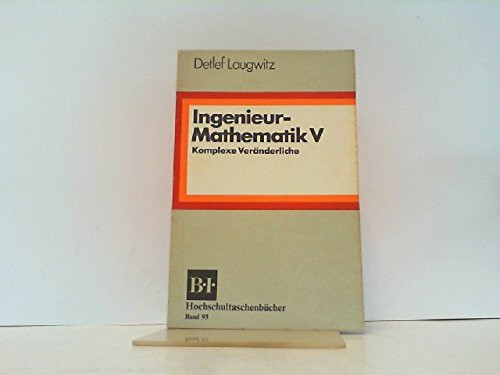 Detlef Laugwitz
Ingenieur-
Mathematik V
Komplexe Veränderliche
B·I·
Hochschultaschenbücher
Band 93